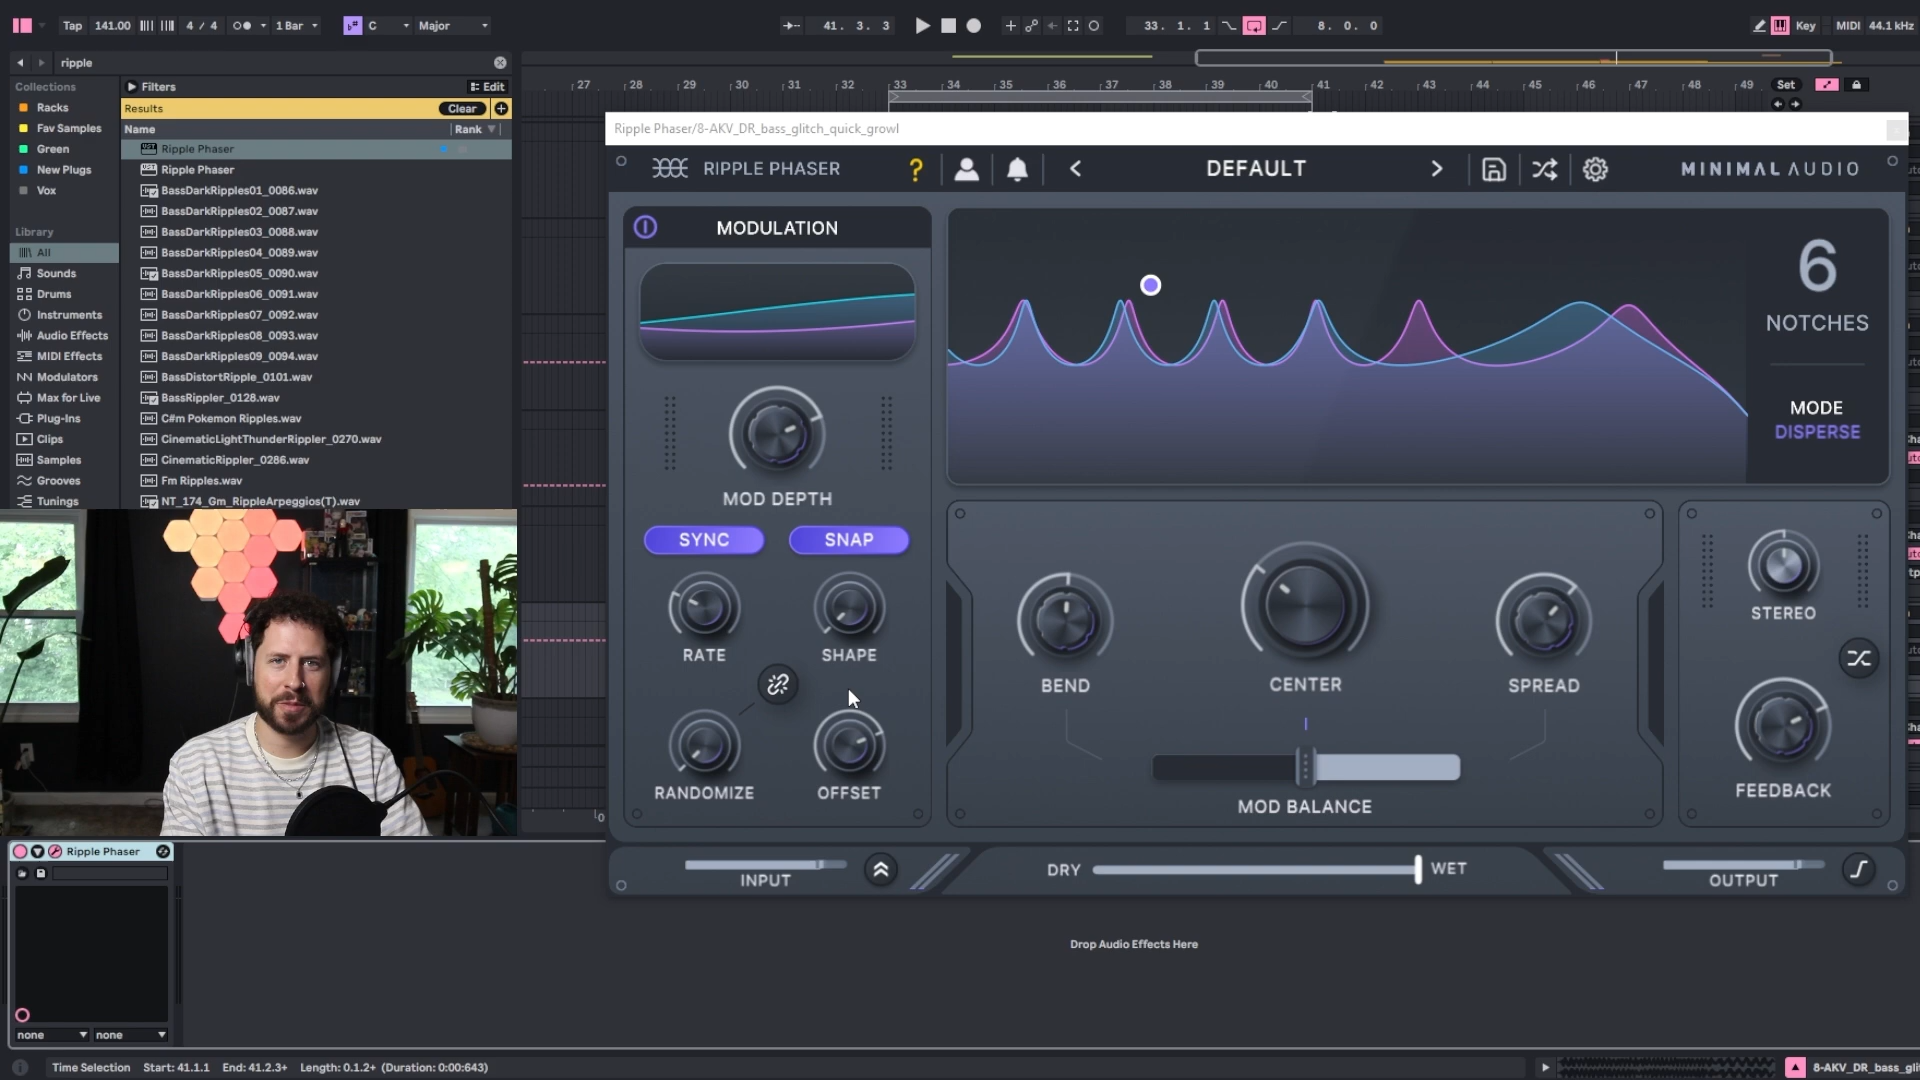 Tap 141.00 4 / 4 1 Bar C Major 41. 3. 3 33. 1. 1 8. 0. 0 Key MIDI 44.1 kHz
ripple
Collections
Racks
Fav Samples
Green
New Plugs
Vox
Library
All
Sounds
Drums
Instruments
Audio Effects
MIDI Effects
Modulators
Max for Live
Plug-Ins
Clips
Samples
Grooves
Tunings
Filters Edit
Results Clear
Name Rank
Ripple Phaser
Ripple Phaser
BassDarkRipples01_0086.wav
BassDarkRipples02_0087.wav
BassDarkRipples03_0088.wav
BassDarkRipples04_0089.wav
BassDarkRipples05_0090.wav
BassDarkRipples06_0091.wav
BassDarkRipples07_0092.wav
BassDarkRipples08_0093.wav
BassDarkRipples09_0094.wav
BassDistortRipple_0101.wav
BassRippler_0128.wav
C#m Pokemon Ripples.wav
CinematicLightThunderRippler_0270.wav
CinematicRippler_0286.wav
Fm Ripples.wav
NT_174_Gm_RippleArpeggios(T).wav
27 28 29 30 31 32 33 34 35 36 37 38 39 40 41 42 43 44 45 46 47 48 49 Set
Ripple Phaser/8-AKV_DR_bass_glitch_quick_growl
RIPPLE PHASER ? DEFAULT MINIMAL AUDIO
MODULATION
MOD DEPTH
SYNC SNAP
RATE SHAPE
RANDOMIZE OFFSET
6
NOTCHES
MODE
DISPERSE
BEND CENTER SPREAD
MOD BALANCE
STEREO
FEEDBACK
INPUT DRY WET OUTPUT
Ripple Phaser
none none
Drop Audio Effects Here
Time Selection Start: 41.1.1 End: 41.2.3+ Length: 0.1.2+ (Duration: 0:00:643)
8-AKV_DR_bass_gli